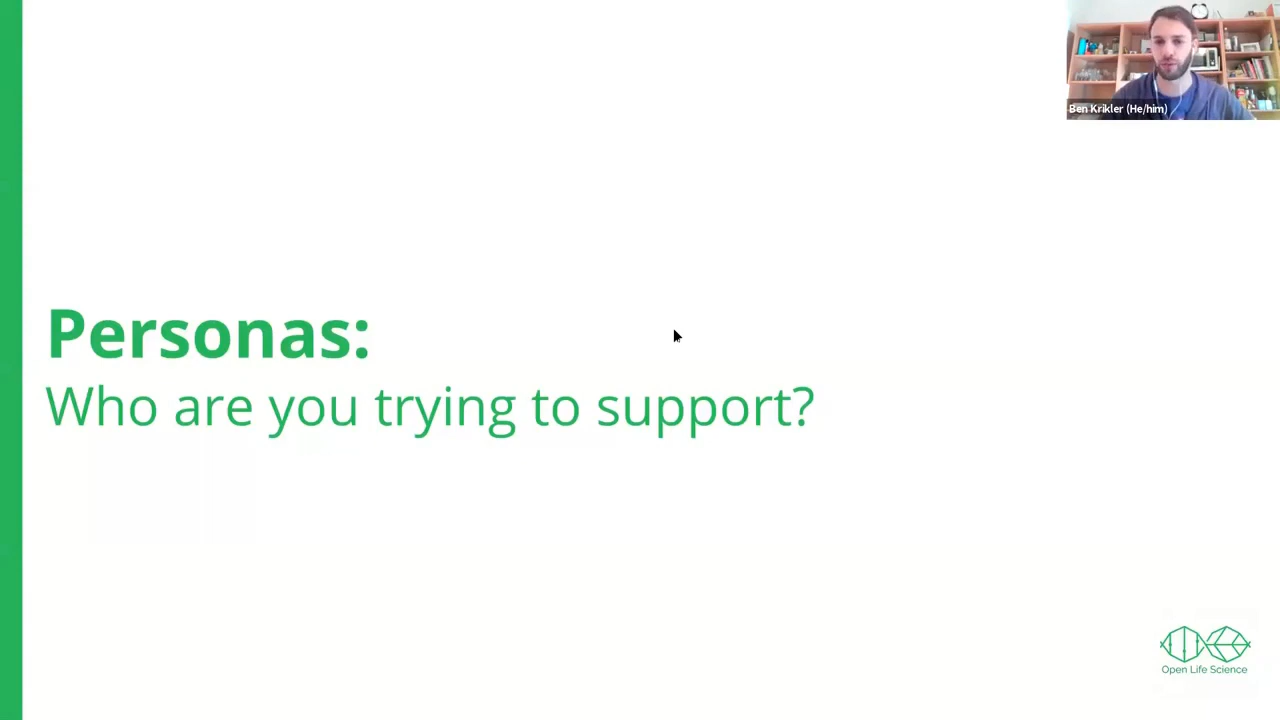 Ben Krikler (He/him)
Personas:
Who are you trying to support?
Open Life Science